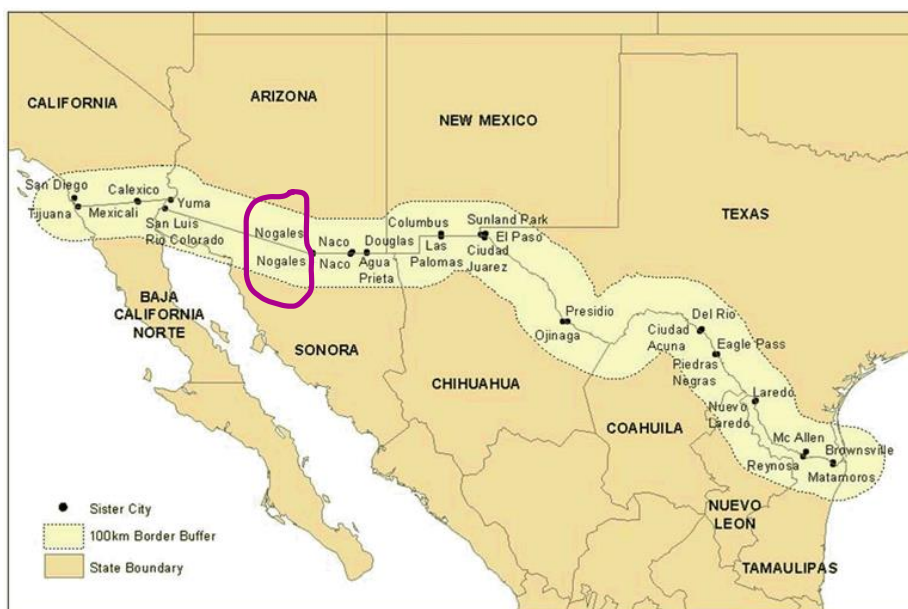 CALIFORNIA
ARIZONA
NEW MEXICO
TEXAS
San Diego
Tijuana
Calexico
Mexicali
Yuma
San Luis
Rio Colorado
Nogales
Nogales
Naco
Naco
Douglas
Agua
Prieta
Columbus
Las
Palomas
Sunland Park
El Paso
Ciudad
Juarez
Presidio
Ojinaga
Del Rio
Ciudad
Acuna
Eagle Pass
Piedras
Negras
Laredo
Nuevo
Laredo
Mc Allen
Reynosa
Brownsville
Matamoros
BAJA
CALIFORNIA
NORTE
SONORA
CHIHUAHUA
COAHUILA
NUEVO
LEON
TAMAULIPAS
Sister City
100km Border Buffer
State Boundary